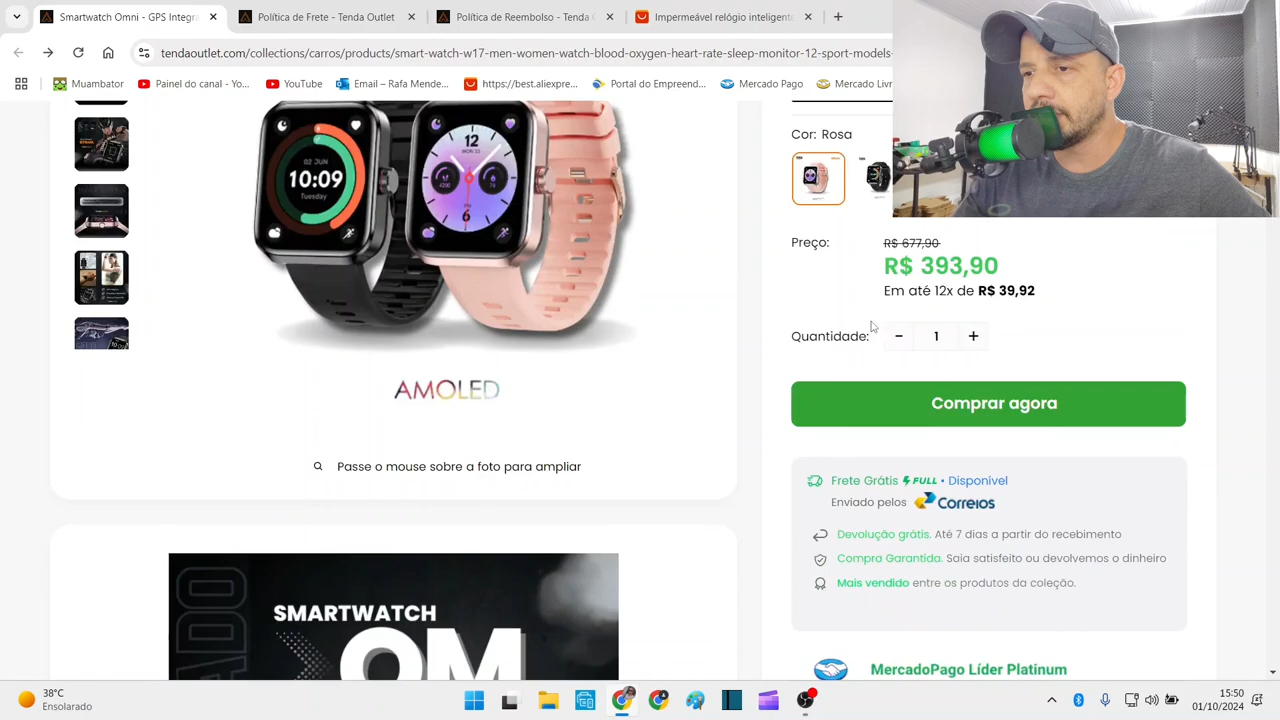 Smartwatch Omni - GPS Integra
Política de Frete - Tenda Outlet
Política de Reembolso - Tenda
Impermeável relógio inteligente
tendaoutlet.com/collections/carros/products/smart-watch-w17-men-women-watch-blood-oxygen-heart-rate-sleep-monitor-12-sport-models-
Muambator
Painel do canal - Yo...
YouTube
Email – Rafa Mende...
https://best.aliexpre...
Portal do Empreend...
Mercado Pago
Mercado Livr
Cor: Rosa
02 JUN
10:09
Tuesday
12
Preço:
R$ 677,90
R$ 393,90
Em até 12x de R$ 39,92
Quantidade:
- 1 +
AMOLED
Comprar agora
Passe o mouse sobre a foto para ampliar
Frete Grátis FULL • Disponível
Enviado pelos Correios
Devolução grátis. Até 7 dias a partir do recebimento
Compra Garantida. Saia satisfeito ou devolvemos o dinheiro
Mais vendido entre os produtos da coleção.
SMARTWATCH
OM
MercadoPago Líder Platinum
38°C
Ensolarado
15:50
01/10/2024